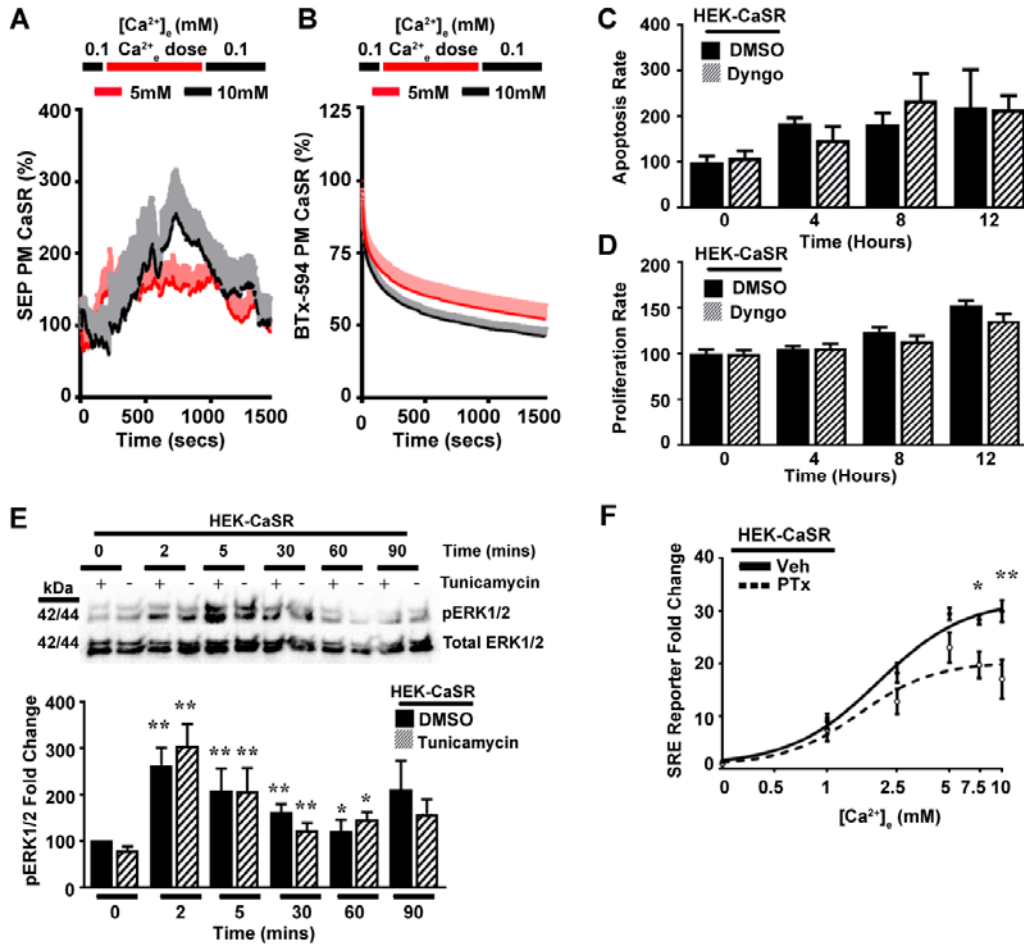 A
[Ca²⁺]ₑ (mM)
0.1 Ca²⁺ₑ dose 0.1
5mM 10mM
SEP PM CaSR (%)
400
300
200
100
0
0 500 1000 1500
Time (secs)
B
[Ca²⁺]ₑ (mM)
0.1 Ca²⁺ₑ dose 0.1
5mM 10mM
BTx-594 PM CaSR (%)
125
100
75
50
0
0 500 1000 1500
Time (secs)
C
HEK-CaSR
DMSO
Dyngo
Apoptosis Rate
400
300
200
100
0
0 4 8 12
Time (Hours)
D
HEK-CaSR
DMSO
Dyngo
Proliferation Rate
200
150
100
50
0
0 4 8 12
Time (Hours)
E
HEK-CaSR
0 2 5 30 60 90 Time (mins)
+ - + - + - + - + - + - Tunicamycin
kDa
42/44 pERK1/2
42/44 Total ERK1/2
HEK-CaSR
DMSO
Tunicamycin
pERK1/2 Fold Change
400
300
200
100
0
** ** ** ** ** ** * *
0 2 5 30 60 90
Time (mins)
F
HEK-CaSR
Veh
PTx
SRE Reporter Fold Change
40
30
20
10
0
* **
0 0.5 1 2.5 5 7.5 10
[Ca²⁺]ₑ (mM)